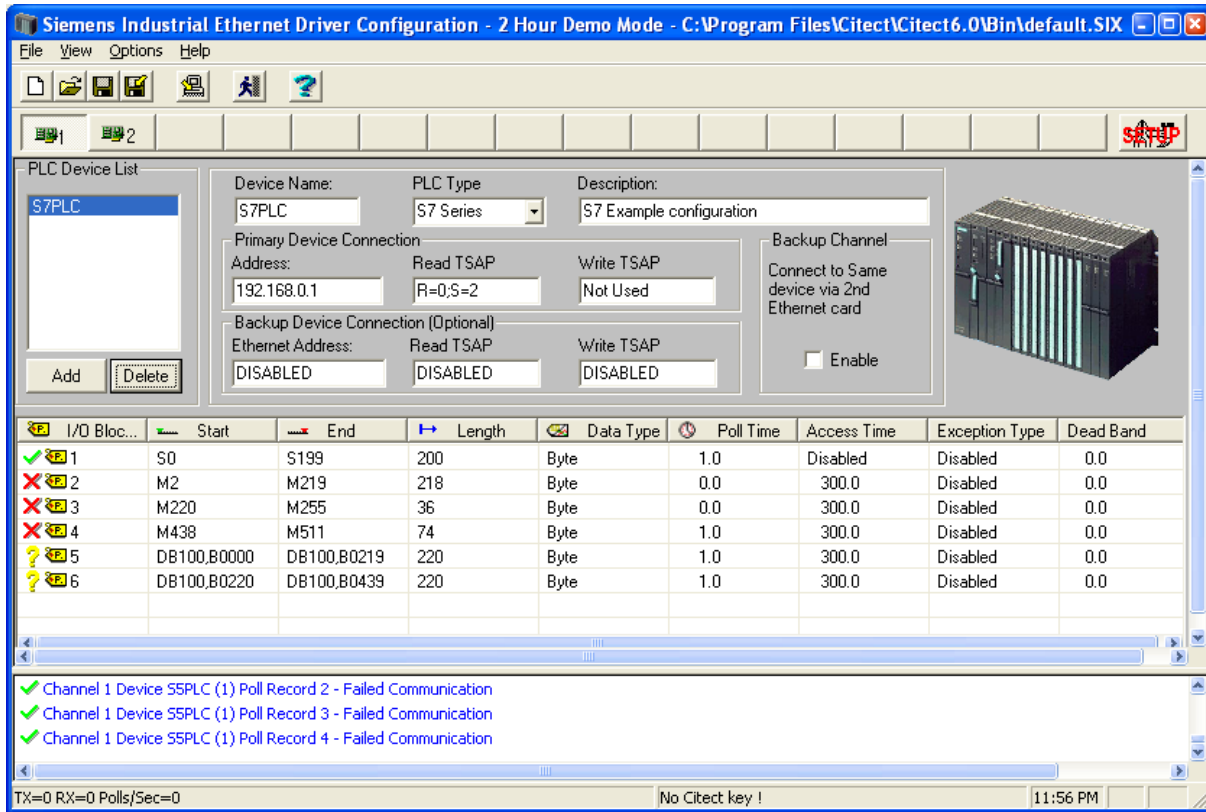 Siemens Industrial Ethernet Driver Configuration - 2 Hour Demo Mode - C:\Program Files\Citect\Citect6.0\Bin\default.SIX
File View Options Help
1 2 SETUP
PLC Device List
S7PLC
Add Delete
Device Name: PLC Type Description:
S7PLC S7 Series S7 Example configuration
Primary Device Connection
Address: Read TSAP Write TSAP
192.168.0.1 R=0;S=2 Not Used
Backup Device Connection (Optional)
Ethernet Address: Read TSAP Write TSAP
DISABLED DISABLED DISABLED
Backup Channel
Connect to Same
device via 2nd
Ethernet card
Enable
I/O Bloc... Start End Length Data Type Poll Time Access Time Exception Type Dead Band
1 S0 S199 200 Byte 1.0 Disabled Disabled 0.0
2 M2 M219 218 Byte 0.0 300.0 Disabled 0.0
3 M220 M255 36 Byte 0.0 300.0 Disabled 0.0
4 M438 M511 74 Byte 1.0 300.0 Disabled 0.0
5 DB100,B0000 DB100,B0219 220 Byte 1.0 300.0 Disabled 0.0
6 DB100,B0220 DB100,B0439 220 Byte 1.0 300.0 Disabled 0.0
Channel 1 Device S5PLC (1) Poll Record 2 - Failed Communication
Channel 1 Device S5PLC (1) Poll Record 3 - Failed Communication
Channel 1 Device S5PLC (1) Poll Record 4 - Failed Communication
TX=0 RX=0 Polls/Sec=0 No Citect key ! 11:56 PM